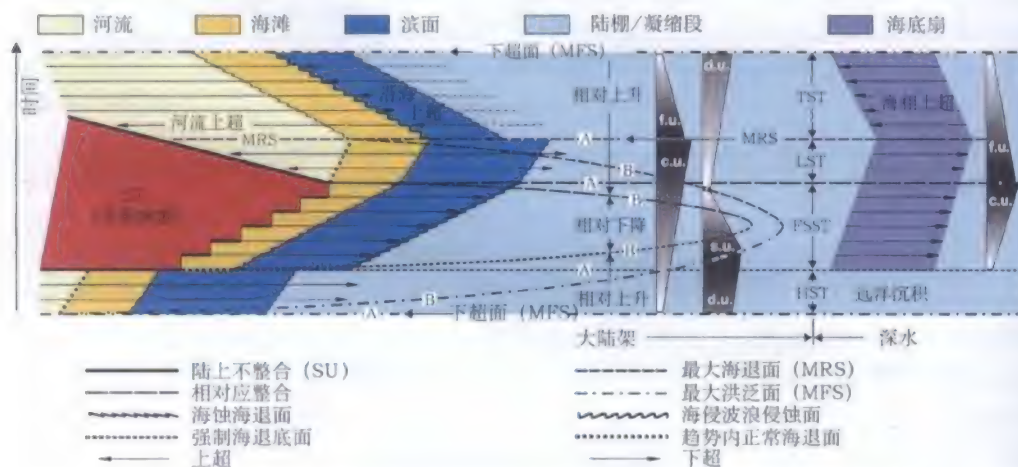 河流 海滩 滨面 陆棚/凝缩段 海底扇
下超面 (MFS)
时间
相对上升
d.u.
TST
海棚上超
河流上超
上超
f.u.
MRS
A
MRS
c.u.
B
LST
A
B
相对下降
s.u.
FSST
B
A
f.u.
c.u.
B
A
相对上升
d.u.
HST
远洋沉积
下超面 (MFS)
大陆架
深水
陆上不整合 (SU)
相对应整合
海蚀海退面
强制海退底面
上超
最大海退面 (MRS)
最大洪泛面 (MFS)
海侵波浪侵蚀面
趋势内正常海退面
下超